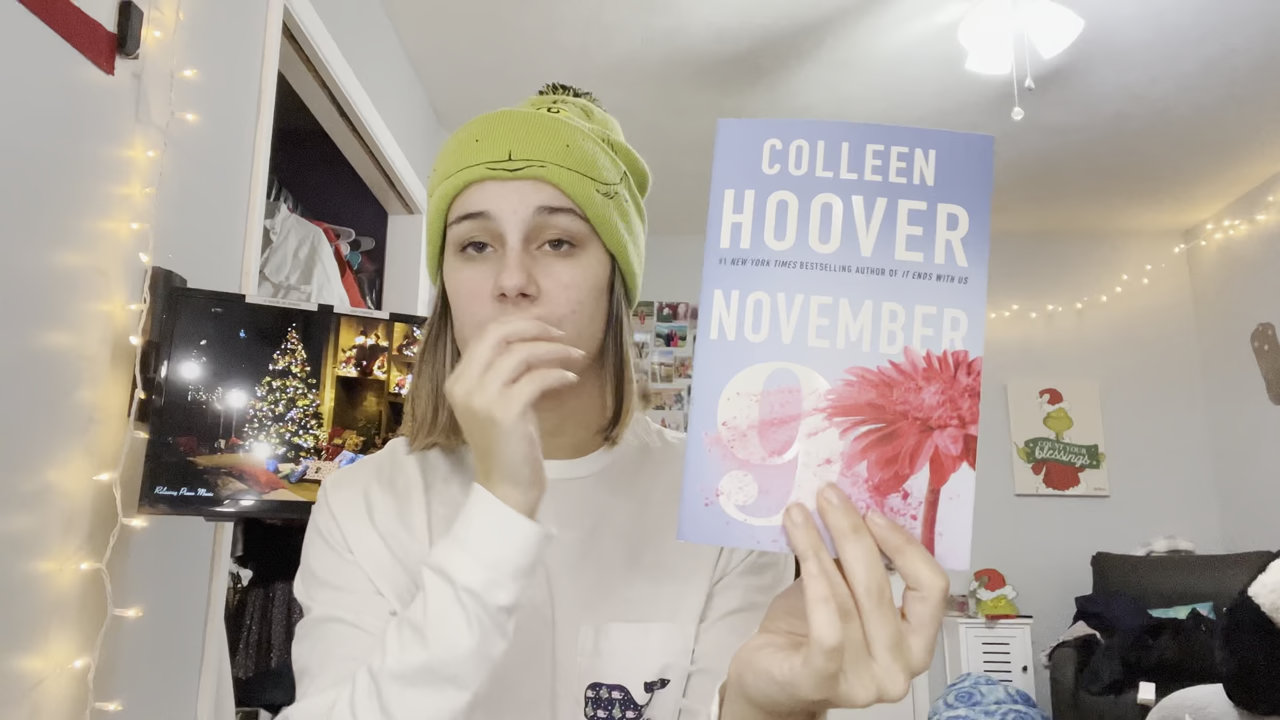 COLLEEN
HOOVER
#1 NEW YORK TIMES BESTSELLING AUTHOR OF IT ENDS WITH US
NOVEMBER
9
Relaxing Piano Music
COUNT YOUR
blessings